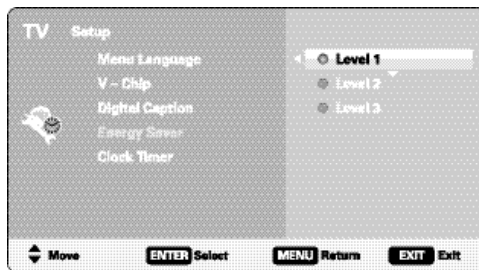 TV Setup
Menu Language
V – Chip
Digital Caption
Energy Saver
Clock Timer
Level 1
Level 2
Level 3
Move ENTER Select MENU Return EXIT Exit